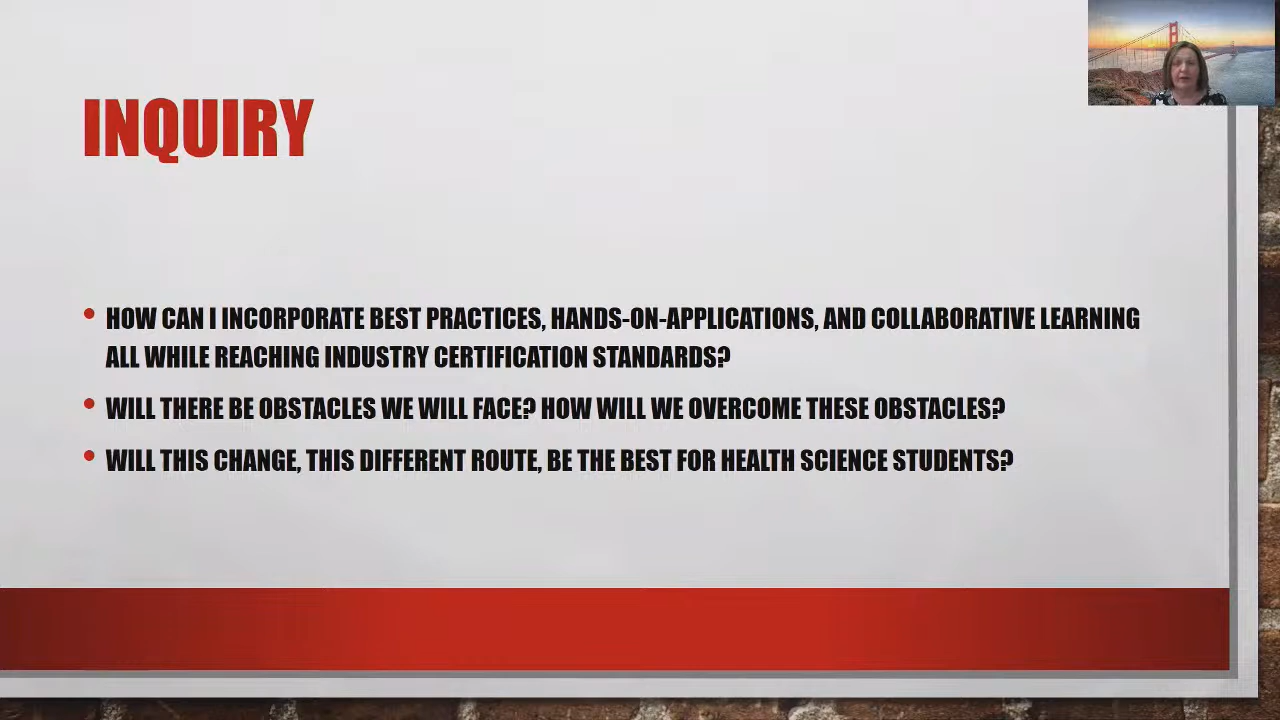 INQUIRY
HOW CAN I INCORPORATE BEST PRACTICES, HANDS-ON-APPLICATIONS, AND COLLABORATIVE LEARNING
ALL WHILE REACHING INDUSTRY CERTIFICATION STANDARDS?
WILL THERE BE OBSTACLES WE WILL FACE? HOW WILL WE OVERCOME THESE OBSTACLES?
WILL THIS CHANGE, THIS DIFFERENT ROUTE, BE THE BEST FOR HEALTH SCIENCE STUDENTS?